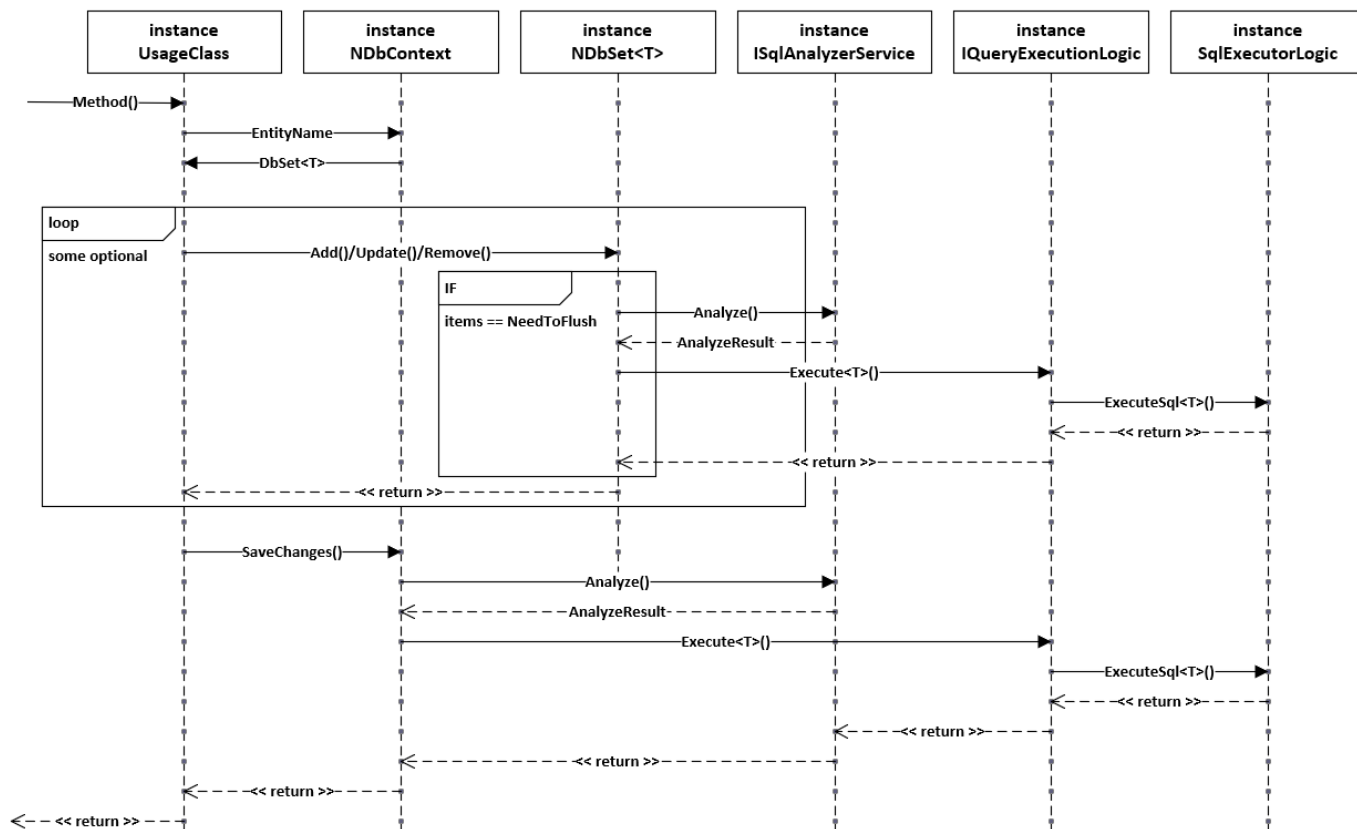 instance
UsageClass
instance
NDbContext
instance
NDbSet<T>
instance
ISqlAnalyzerService
instance
IQueryExecutionLogic
instance
SqlExecutorLogic
Method()
EntityName
DbSet<T>
loop
some optional
Add()/Update()/Remove()
IF
items == NeedToFlush
Analyze()
AnalyzeResult
Execute<T>()
ExecuteSql<T>()
<< return >>
<< return >>
<< return >>
SaveChanges()
Analyze()
AnalyzeResult
Execute<T>()
ExecuteSql<T>()
<< return >>
<< return >>
<< return >>
<< return >>
<< return >>